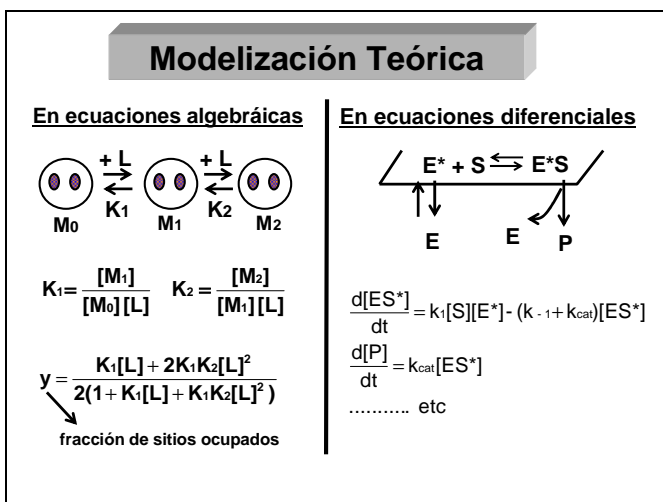 Modelización Teórica
En ecuaciones algebráicas
+ L + L
K1 K2
M0 M1 M2
K1= [M1] / [M0][L] K2 = [M2] / [M1][L]
y = K1[L] + 2K1K2[L]² / 2(1+ K1[L] + K1K2[L]² )
fracción de sitios ocupados
En ecuaciones diferenciales
E* + S ⇌ E*S
E E P
d[ES*] / dt = k1[S][E*] - (k -1 + kcat)[ES*]
d[P] / dt = kcat[ES*]
........... etc